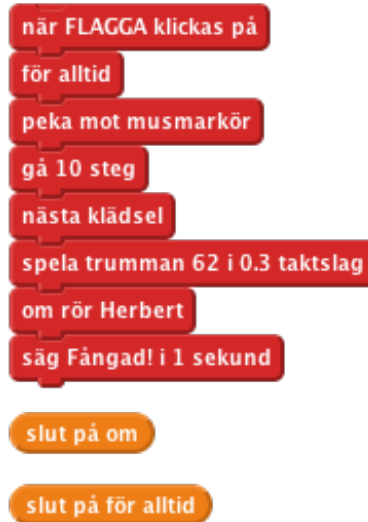 när FLAGGA klickas på
för alltid
peka mot musmarkör
gå 10 steg
nästa klädsel
spela trumman 62 i 0.3 taktslag
om rör Herbert
säg Fångad! i 1 sekund
slut på om
slut på för alltid